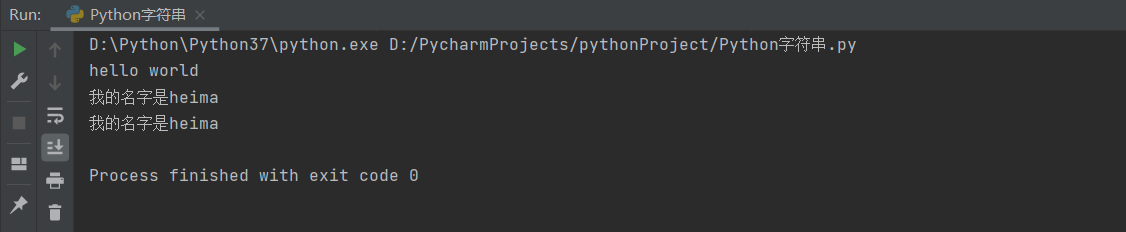 Run: Python字符串
D:\Python\Python37\python.exe D:/PycharmProjects/pythonProject/Python字符串.py
hello world
我的名字是heima
我的名字是heima
Process finished with exit code 0